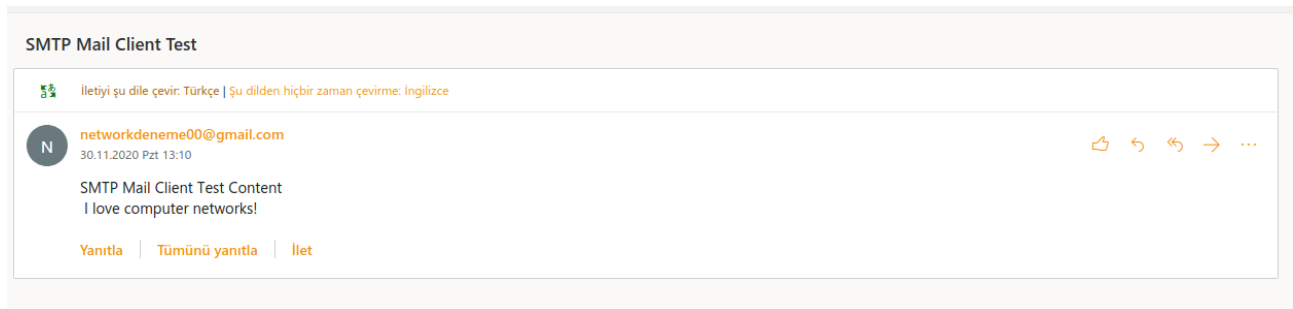 SMTP Mail Client Test
İletiyi şu dile çevir: Türkçe | Şu dilden hiçbir zaman çevirme: İngilizce
N
networkdeneme00@gmail.com
30.11.2020 Pzt 13:10
SMTP Mail Client Test Content
I love computer networks!
Yanıtla | Tümünü yanıtla | İlet